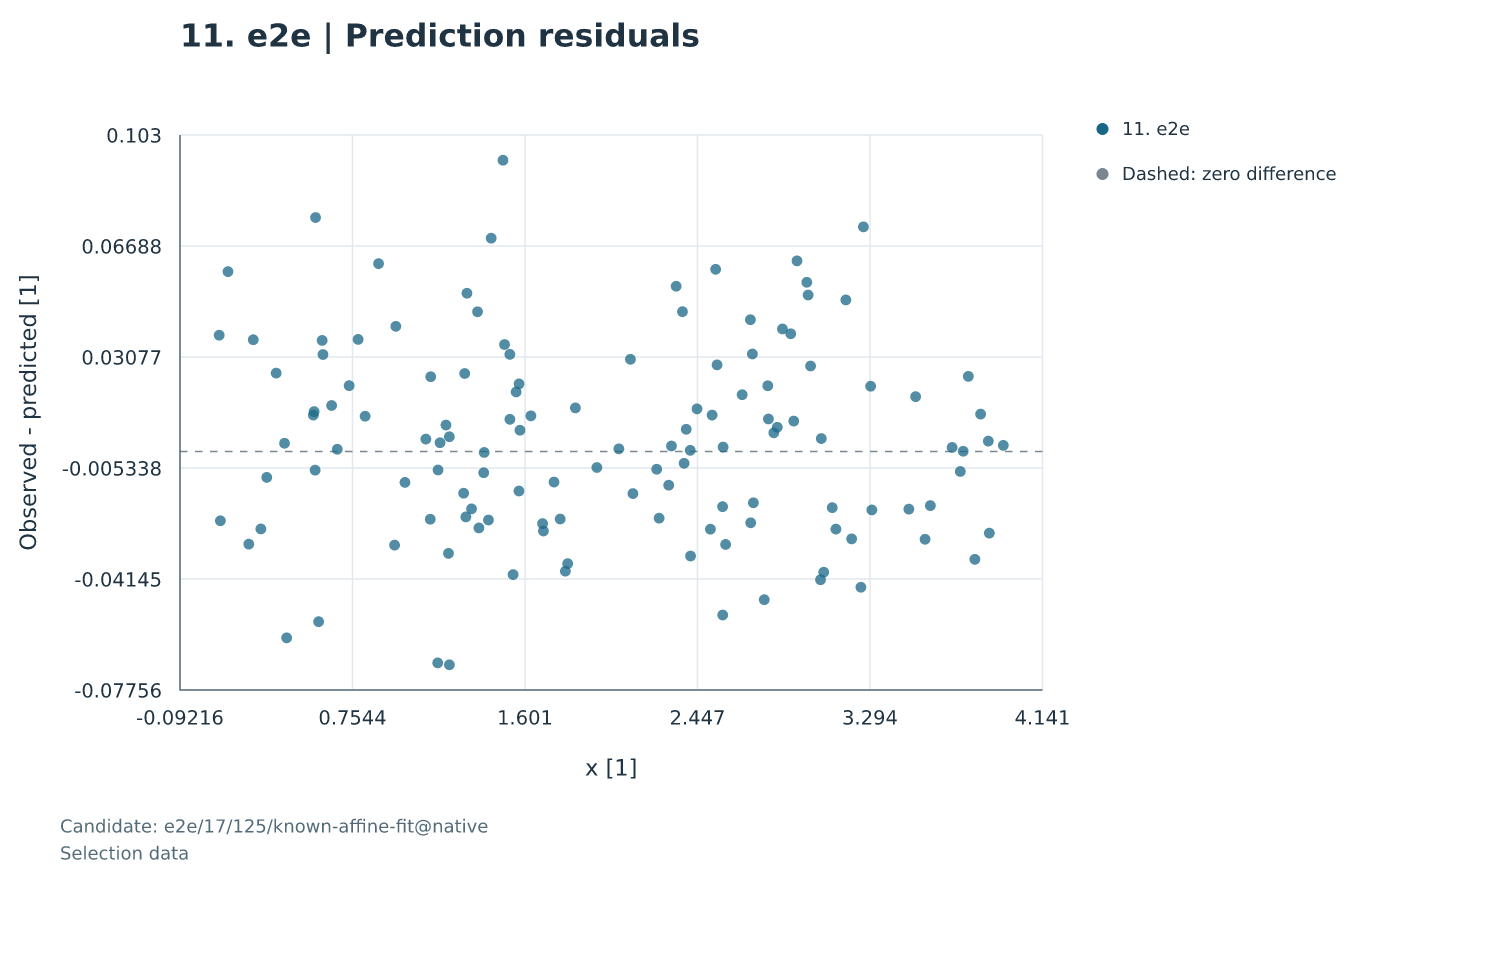 11. e2e | Prediction residuals
11. e2e
Dashed: zero difference
0.103
0.06688
0.03077
-0.005338
-0.04145
-0.07756
Observed - predicted [1]
-0.09216
0.7544
1.601
2.447
3.294
4.141
x [1]
Candidate: e2e/17/125/known-affine-fit@native
Selection data